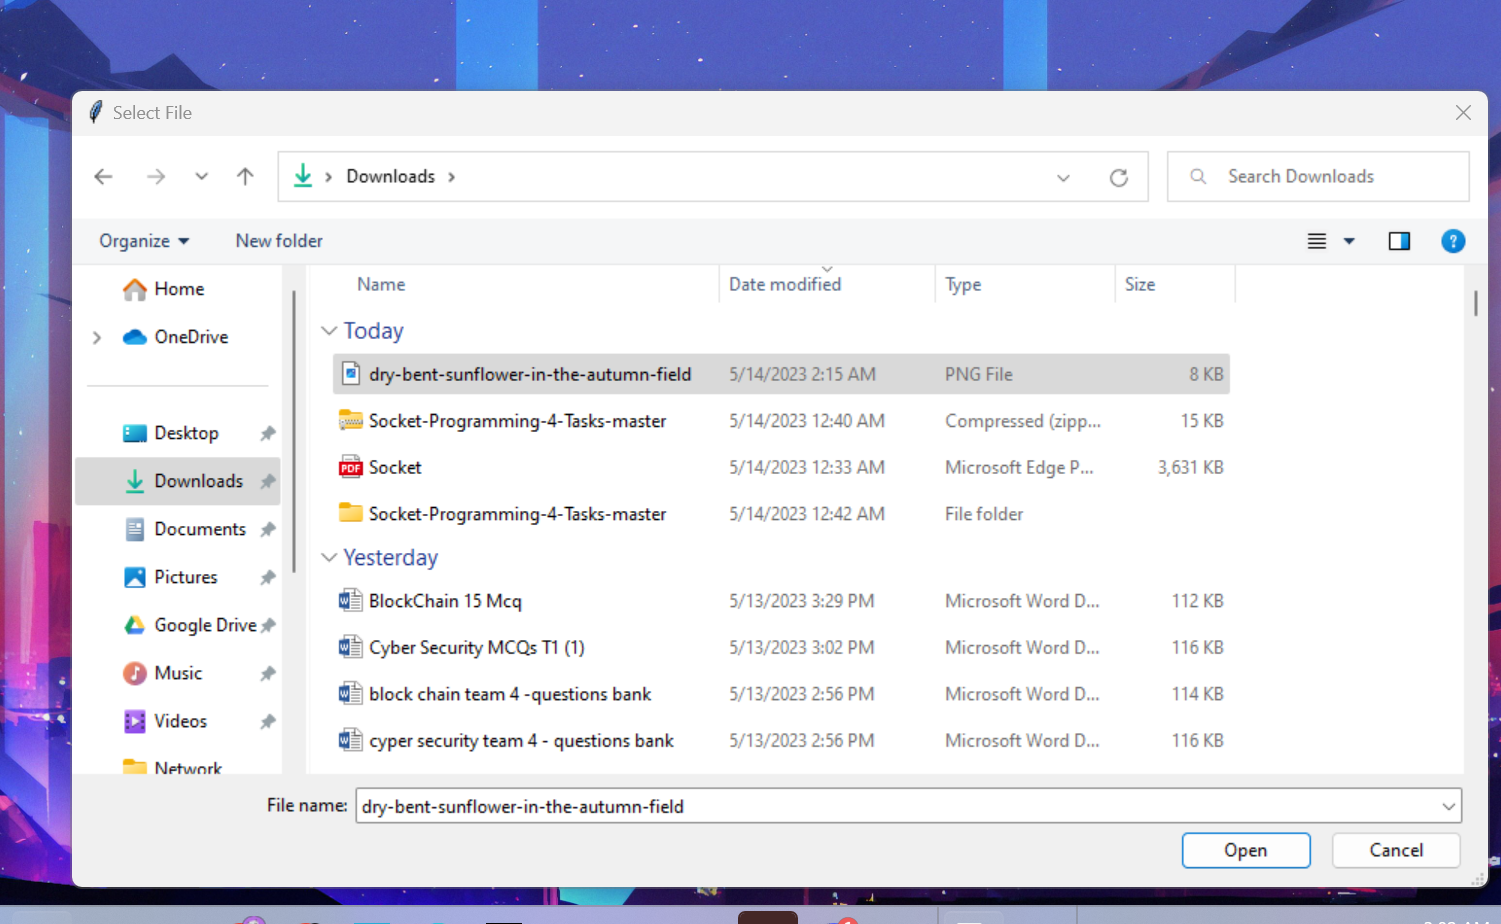 Select File
Downloads
Search Downloads
Organize
New folder
Home
OneDrive
Desktop
Downloads
Documents
Pictures
Google Drive
Music
Videos
Network
Name Date modified Type Size
Today
dry-bent-sunflower-in-the-autumn-field 5/14/2023 2:15 AM PNG File 8 KB
Socket-Programming-4-Tasks-master 5/14/2023 12:40 AM Compressed (zipp... 15 KB
PDF Socket 5/14/2023 12:33 AM Microsoft Edge P... 3,631 KB
Socket-Programming-4-Tasks-master 5/14/2023 12:42 AM File folder
Yesterday
BlockChain 15 Mcq 5/13/2023 3:29 PM Microsoft Word D... 112 KB
Cyber Security MCQs T1 (1) 5/13/2023 3:02 PM Microsoft Word D... 116 KB
block chain team 4 -questions bank 5/13/2023 2:56 PM Microsoft Word D... 114 KB
cyper security team 4 - questions bank 5/13/2023 2:56 PM Microsoft Word D... 116 KB
File name: dry-bent-sunflower-in-the-autumn-field
Open Cancel